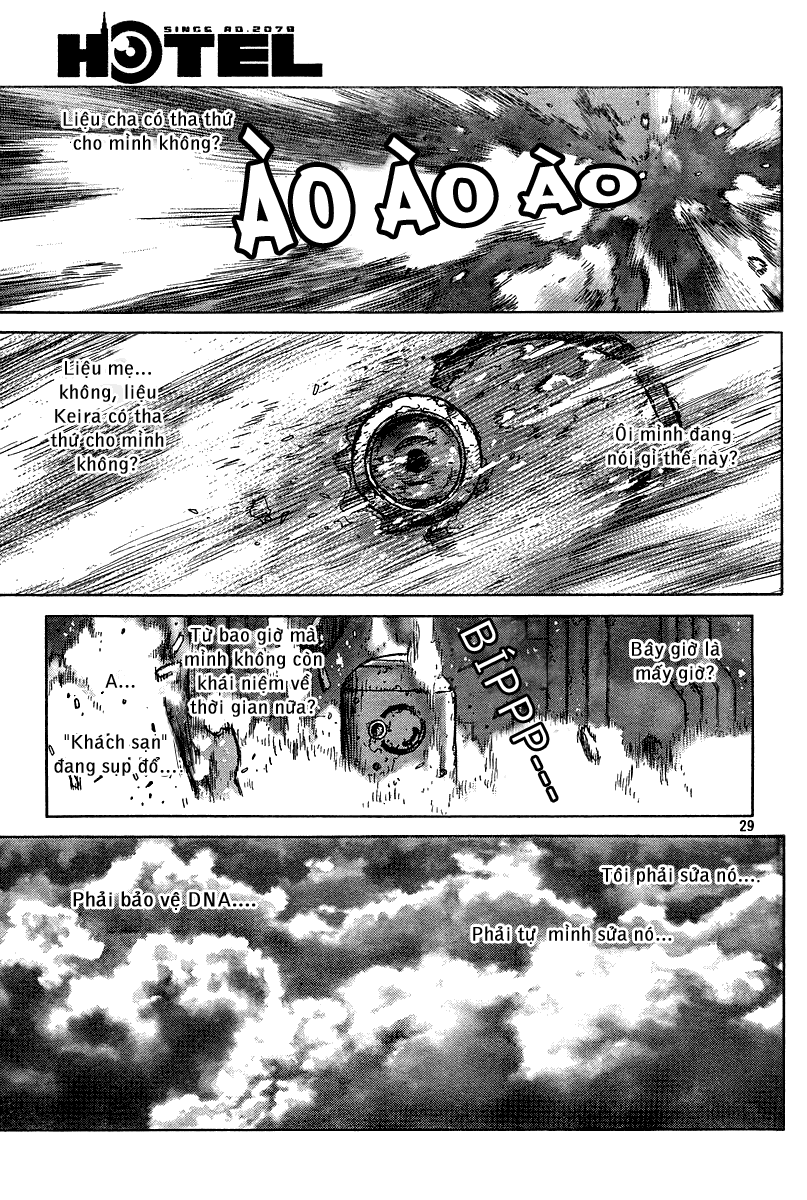 SINCE AD.2079
HOTEL
Liệu cha có tha thứ
cho mình không?
ÀO ÀO ÀO
Liệu mẹ...
không, liệu
Keira có tha
thứ cho mình
không?
Ôi mình đang
nói gì thế này?
Từ bao giờ mà
mình không còn
khái niệm về
thời gian nữa?
A...
"Khách sạn"
đang sụp đổ....
BÍPPP---
Bây giờ là
mấy giờ?
29
Tôi phải sửa nó....
Phải bảo vệ DNA....
Phải tự mình sửa nó...